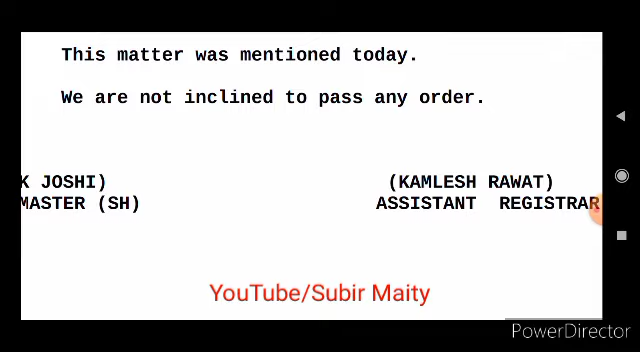 This matter was mentioned today.
We are not inclined to pass any order.
K JOSHI) (KAMLESH RAWAT)
MASTER (SH) ASSISTANT REGISTRAR
YouTube/Subir Maity
PowerDirector